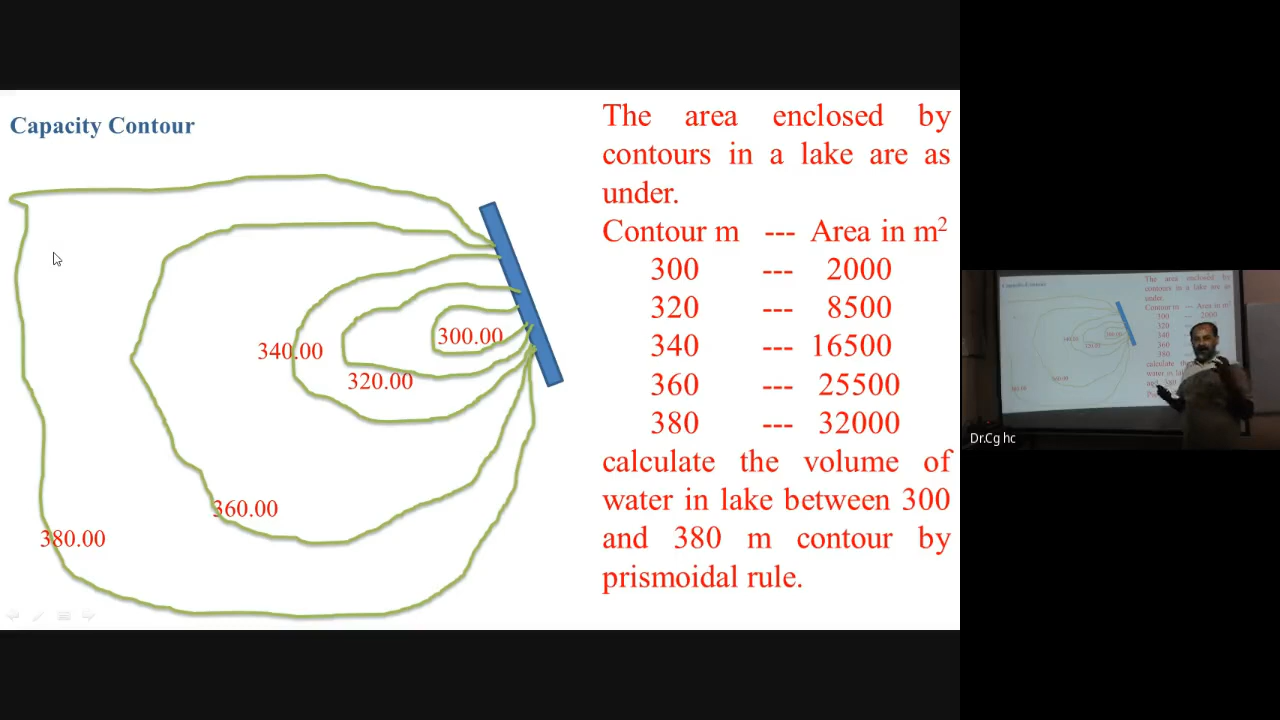 Capacity Contour
The area enclosed by
contours in a lake are as
under.
Contour m --- Area in m²
300 --- 2000
320 --- 8500
340 --- 16500
360 --- 25500
380 --- 32000
calculate the volume of
water in lake between 300
and 380 m contour by
prismoidal rule.
300.00
340.00
320.00
360.00
380.00
Dr.Cg hc